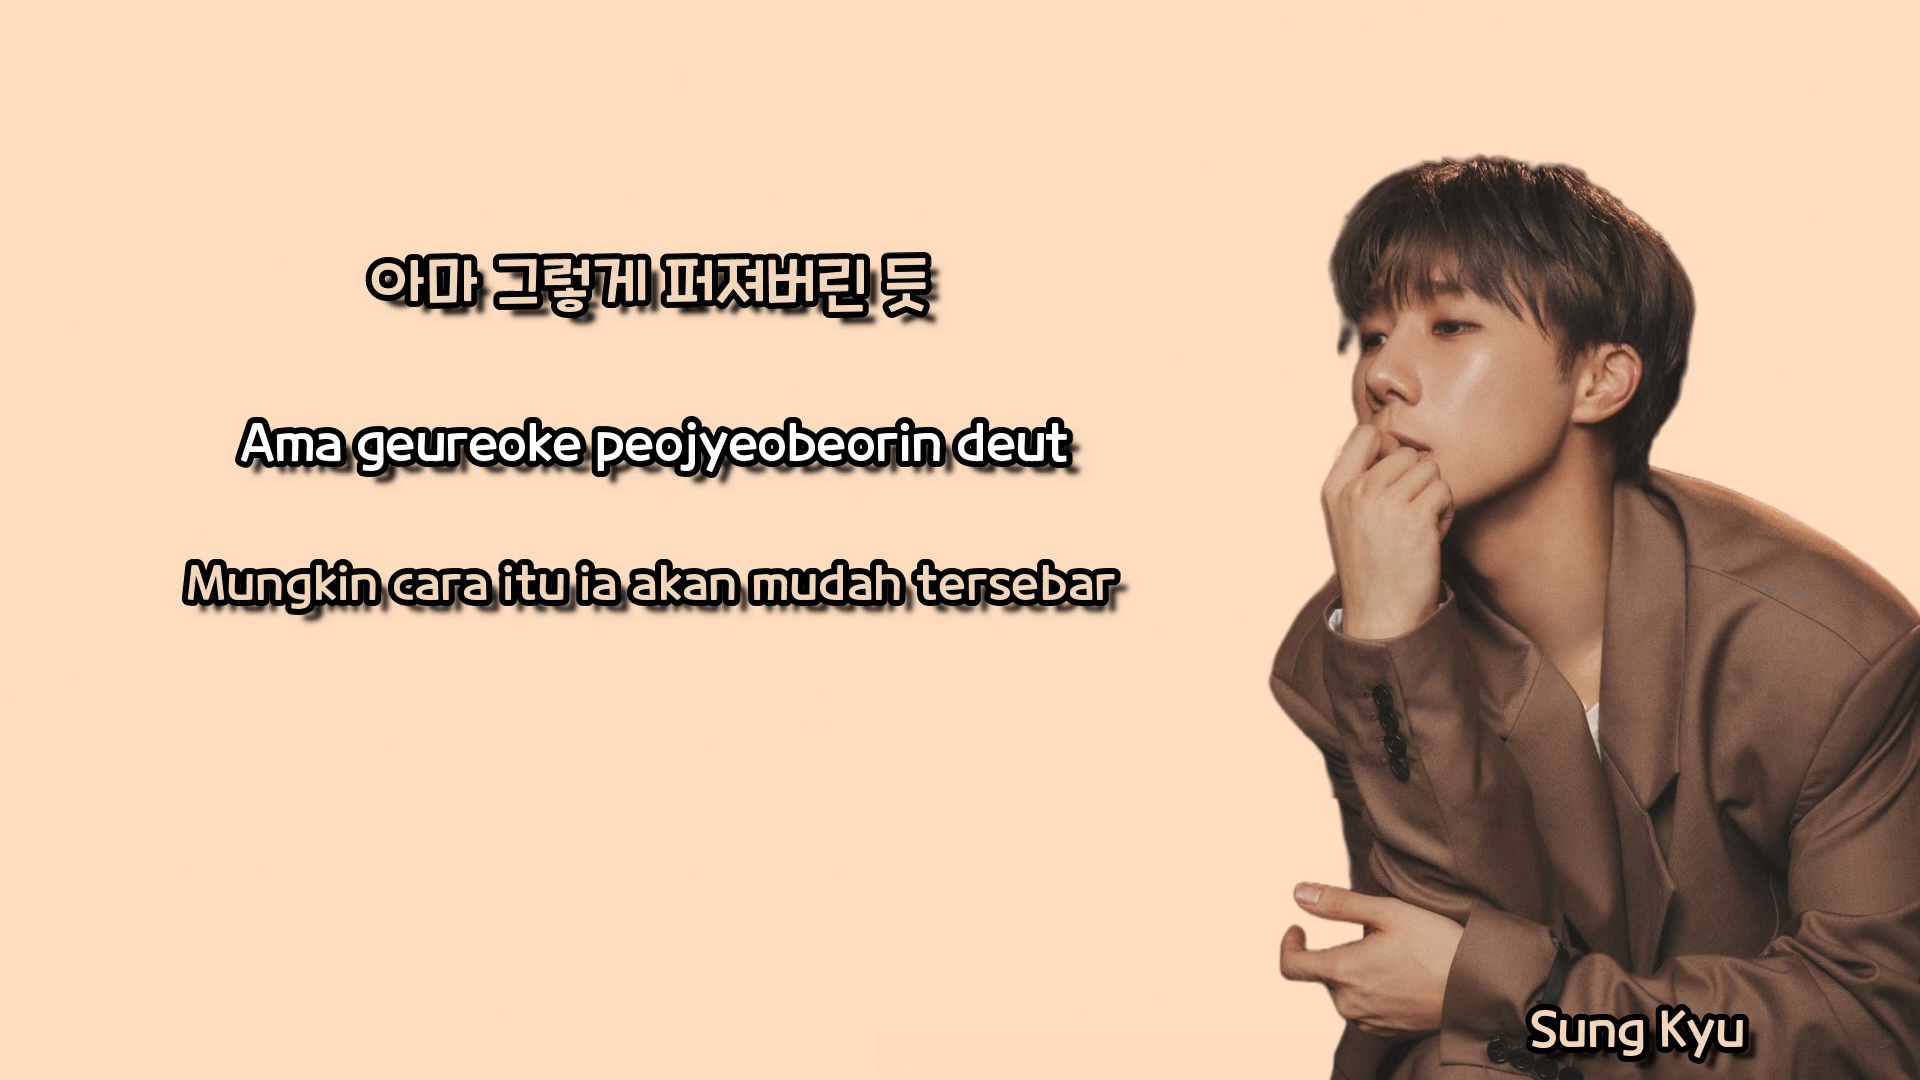 아마 그렇게 퍼져버린 듯
Ama geureoke peojyeobeorin deut
Mungkin cara itu ia akan mudah tersebar
Sung Kyu